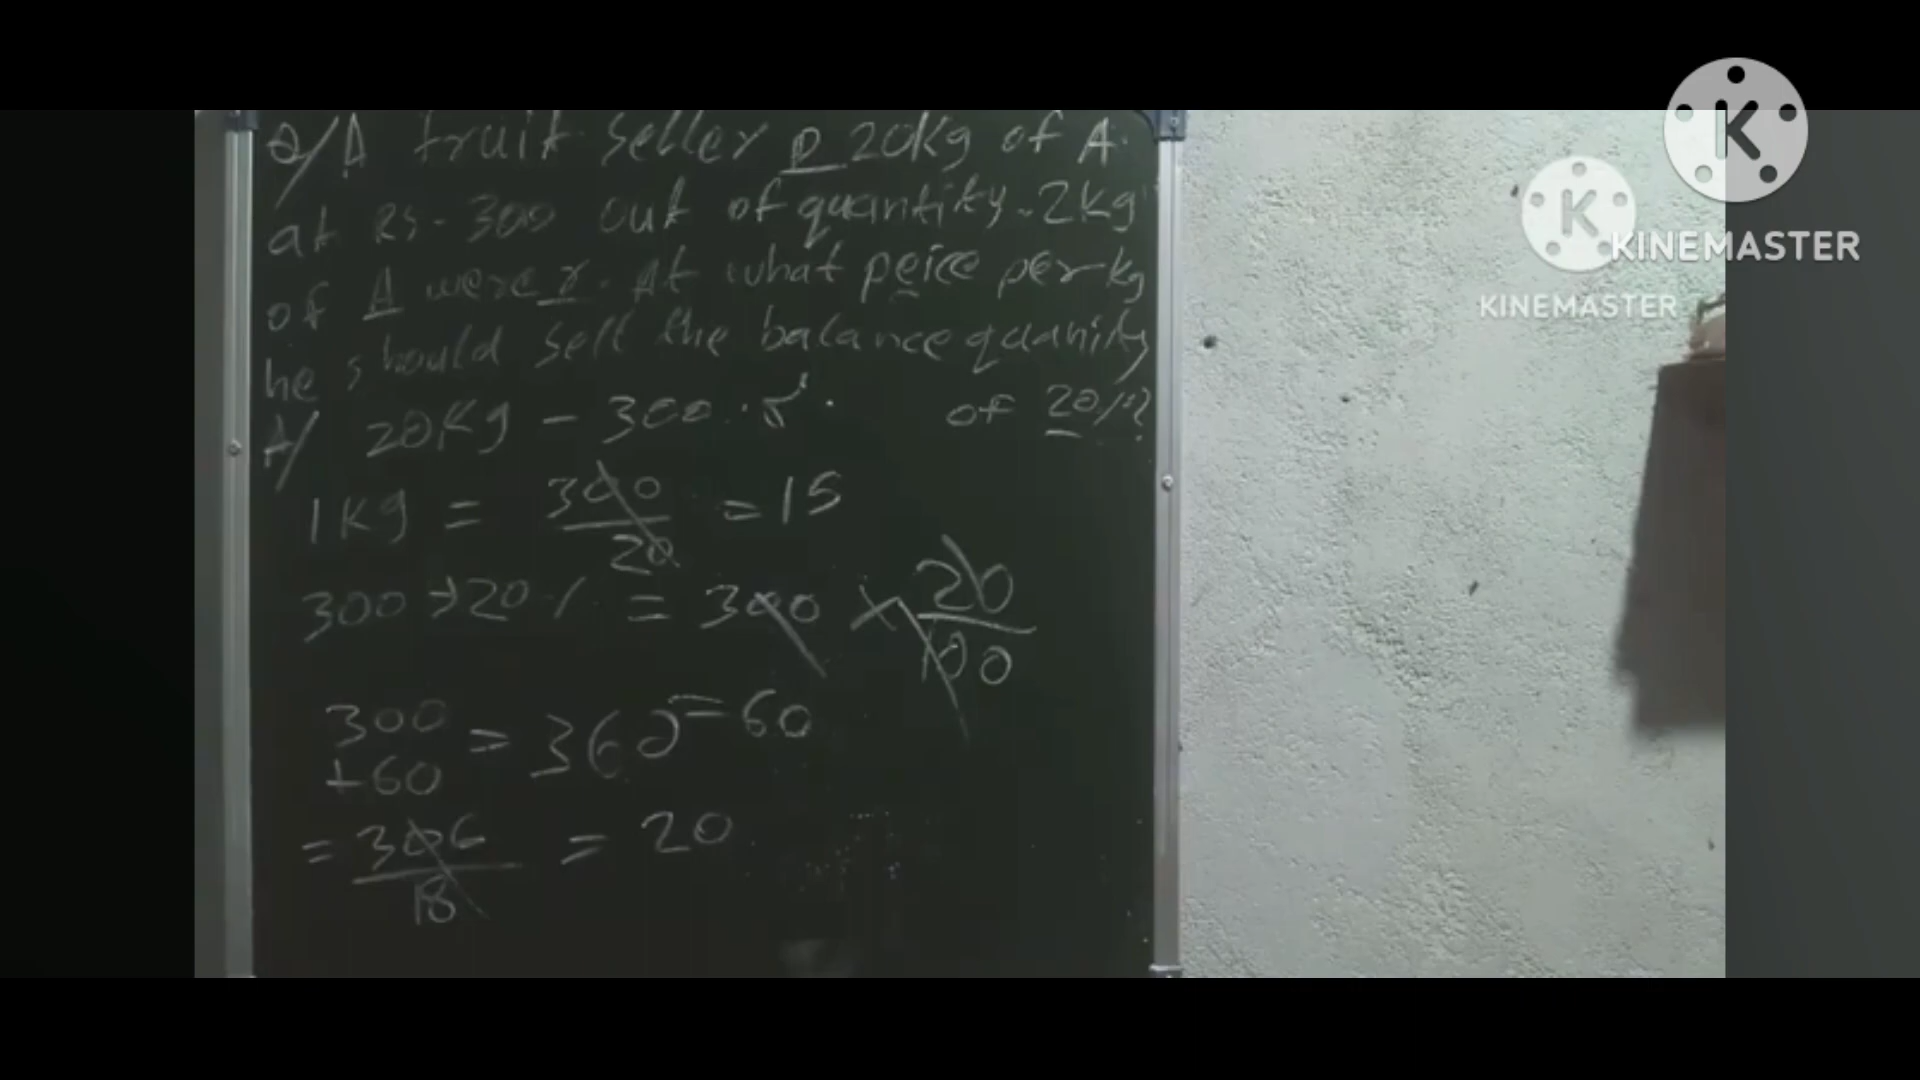 Q/A fruit seller P 20kg of A.
at RS- 300 out of quantity. 2kg
of A were r. At what peice per kg
he should sell the balance quanity
of 20%?
A/ 20kg - 300.
1kg = 300/20 = 15
300 → 20% = 300 × 20/100
= 60
300 + 60 = 360
= 306/18 = 20
KINEMASTER
KINEMASTER